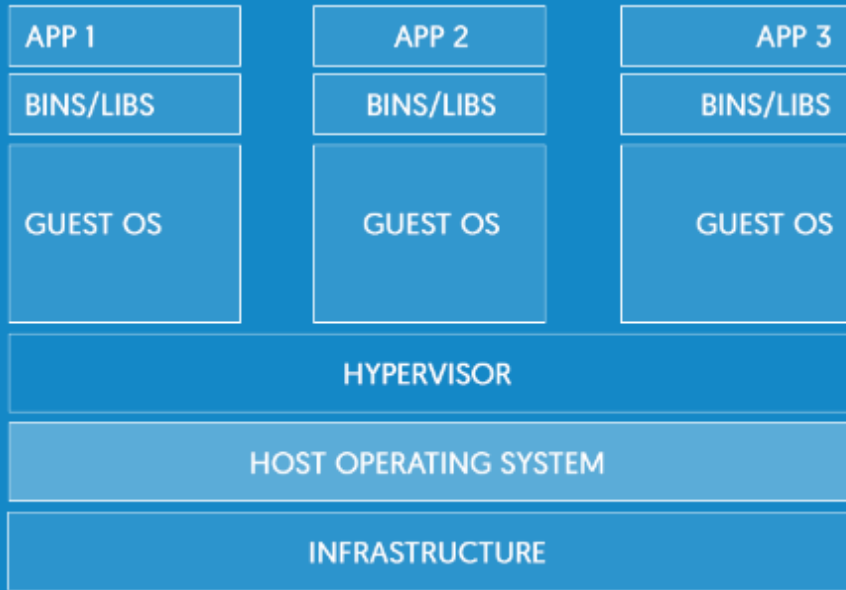 APP 1
APP 2
APP 3
BINS/LIBS
BINS/LIBS
BINS/LIBS
GUEST OS
GUEST OS
GUEST OS
HYPERVISOR
HOST OPERATING SYSTEM
INFRASTRUCTURE